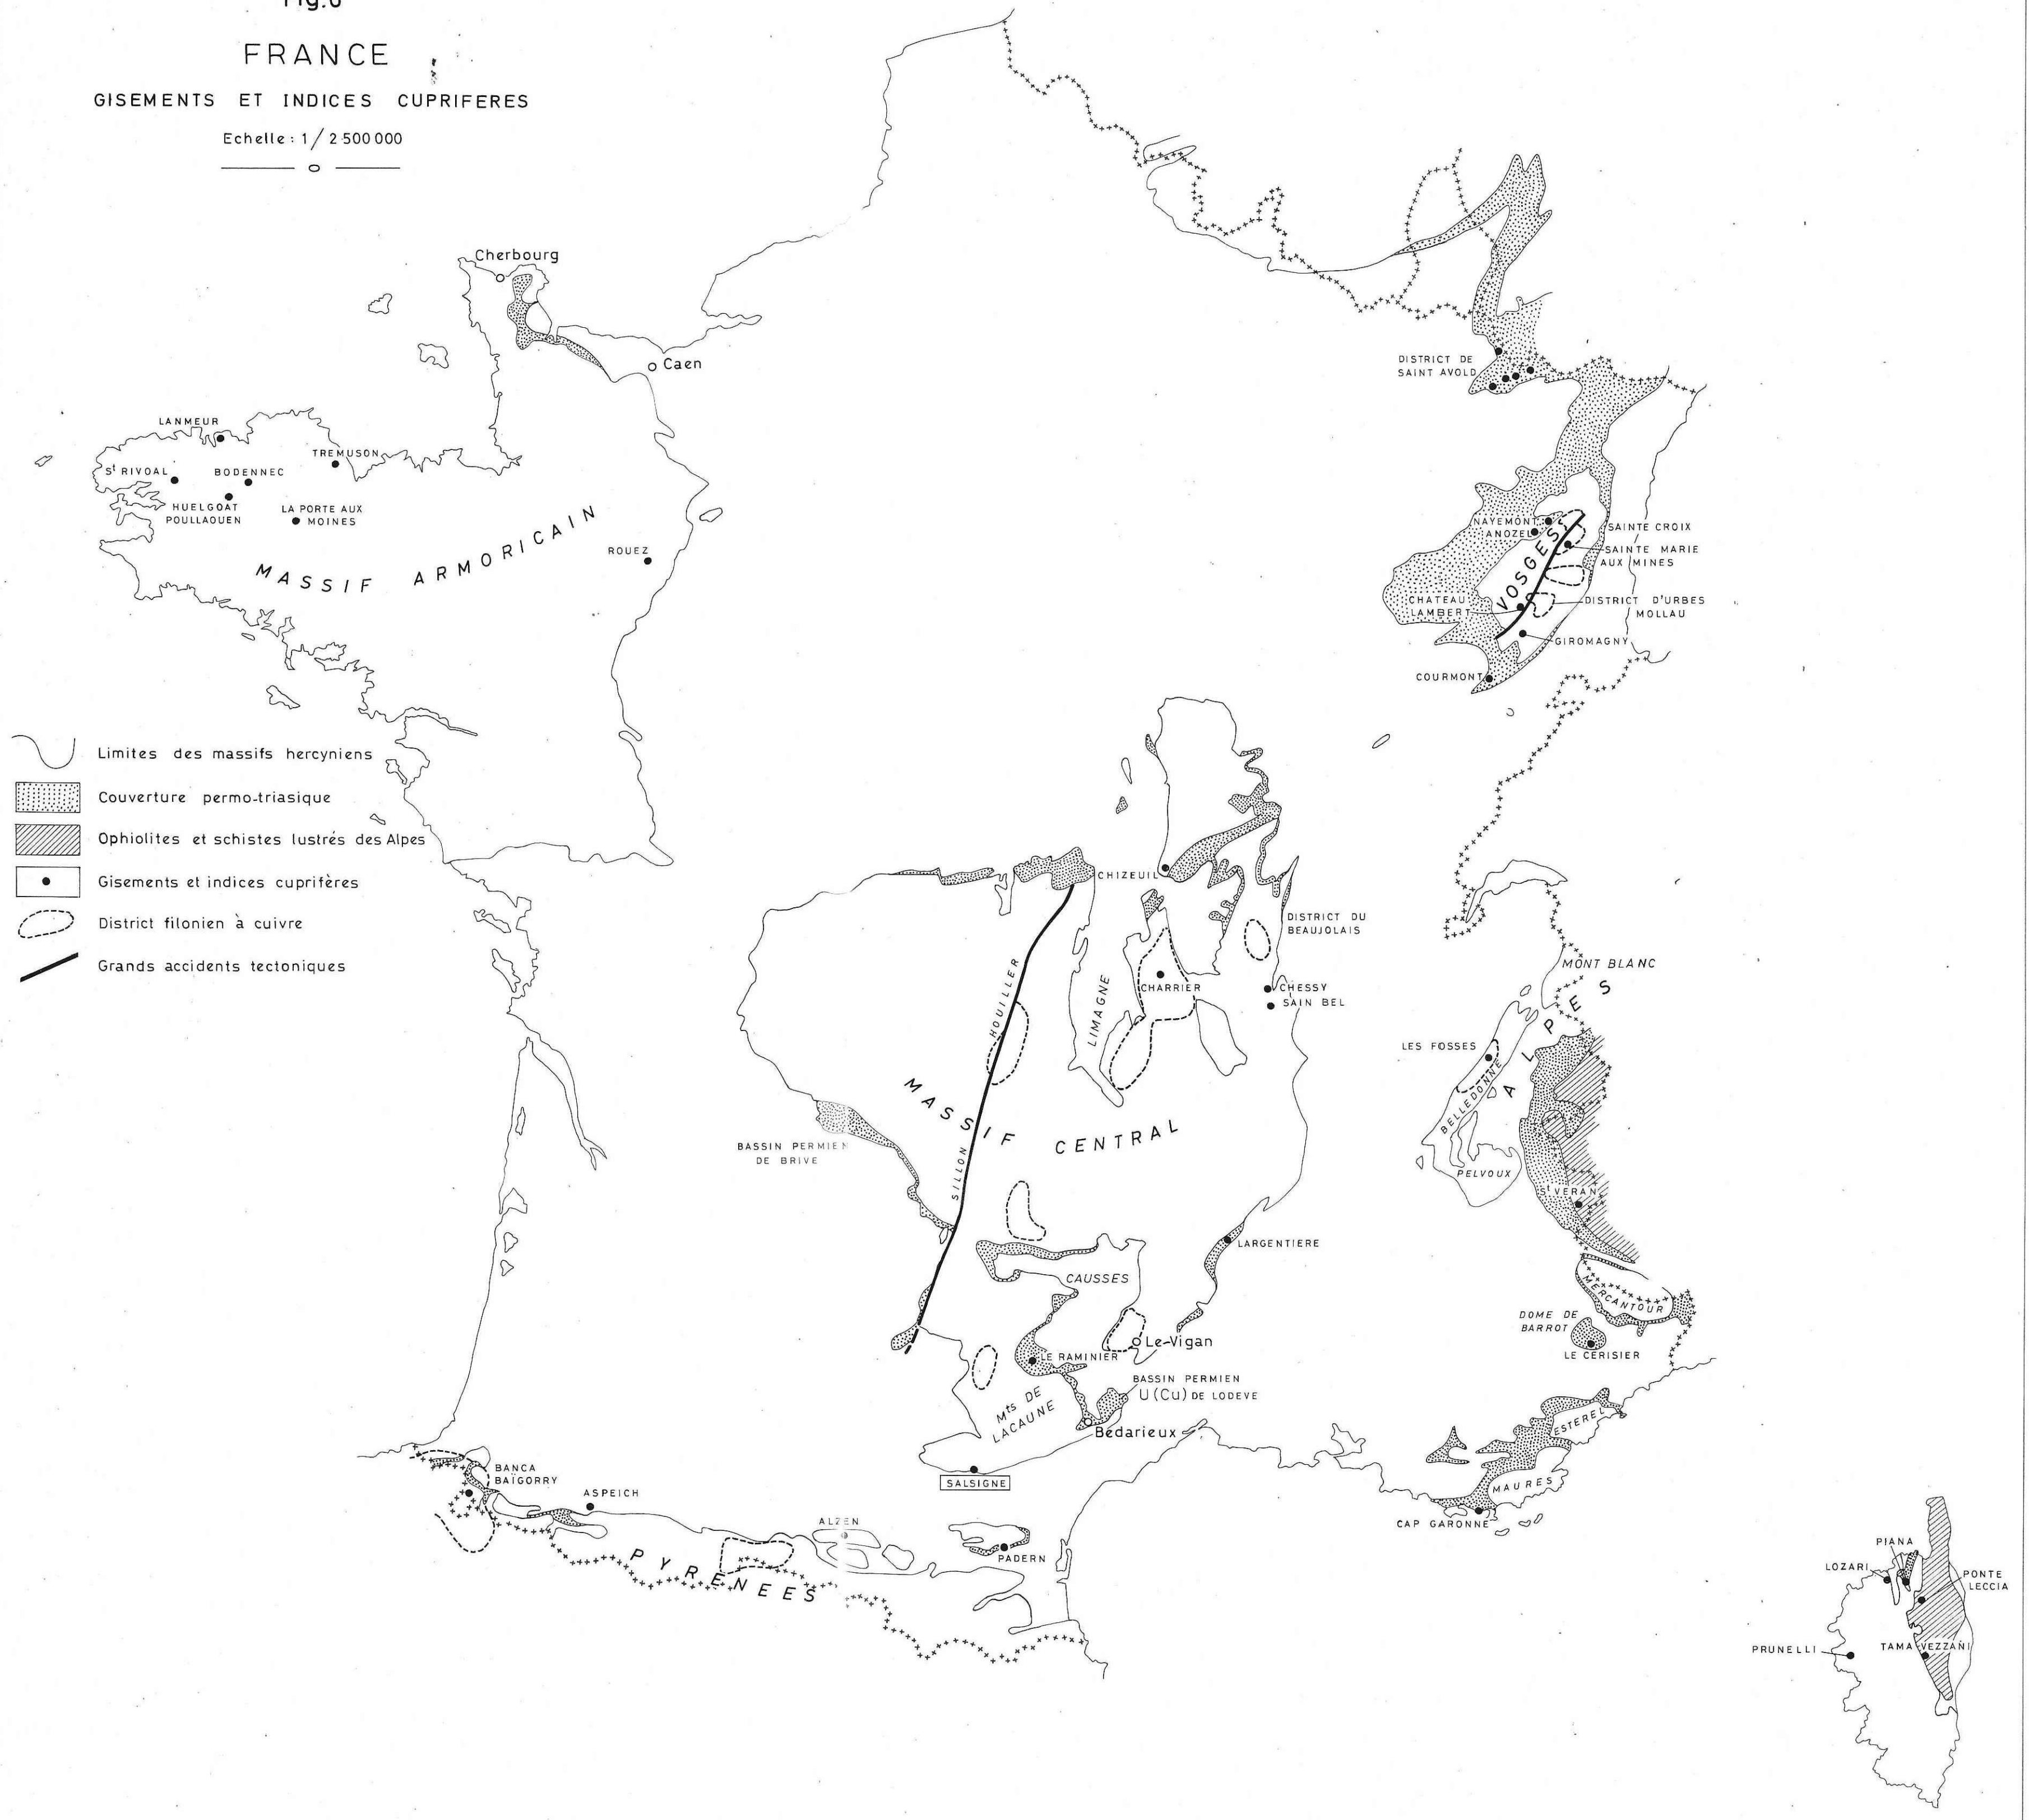 Fig.6
FRANCE
GISEMENTS ET INDICES CUPRIFERES
Echelle : 1 / 2 500 000
Cherbourg
Caen
LANMEUR
TREMUSON
St RIVOAL
BODENNEC
HUELGOAT
POULLAOUEN
LA PORTE AUX
MOINES
ROUEZ
MASSIF ARMORICAIN
DISTRICT DE
SAINT AVOLD
NAYEMONT
ANOZEL
VOSGES
SAINTE CROIX
SAINTE MARIE
AUX MINES
CHATEAU
LAMBERT
DISTRICT D'URBES
MOLLAU
GIROMAGNY
COURMONT
Limites des massifs hercyniens
Couverture permo-triasique
Ophiolites et schistes lustrés des Alpes
Gisements et indices cuprifères
District filonien à cuivre
Grands accidents tectoniques
CHIZEUIL
DISTRICT DU
BEAUJOLAIS
CHARRIER
CHESSY
SAIN BEL
LIMAGNE
SILLON HOUILLER
MASSIF CENTRAL
BASSIN PERMIEN
DE BRIVE
MONT BLANC
ALPES
LES FOSSES
BELLEDONNE
PELVOUX
St VERAN
LARGENTIERE
CAUSSES
MERCANTOUR
DOME DE
BARROT
LE CERISIER
Le-Vigan
LE RAMINIER
BASSIN PERMIEN
U (Cu) DE LODEVE
Mts DE
LACAUNE
Bédarieux
SALSIGNE
ESTEREL
MAURES
CAP GARONNE
BANCA
BAÏGORRY
ASPEICH
ALZEN
PADERN
PYRENEES
PIANA
LOZARI
PONTE
LECCIA
PRUNELLI
TAMA-VEZZANI